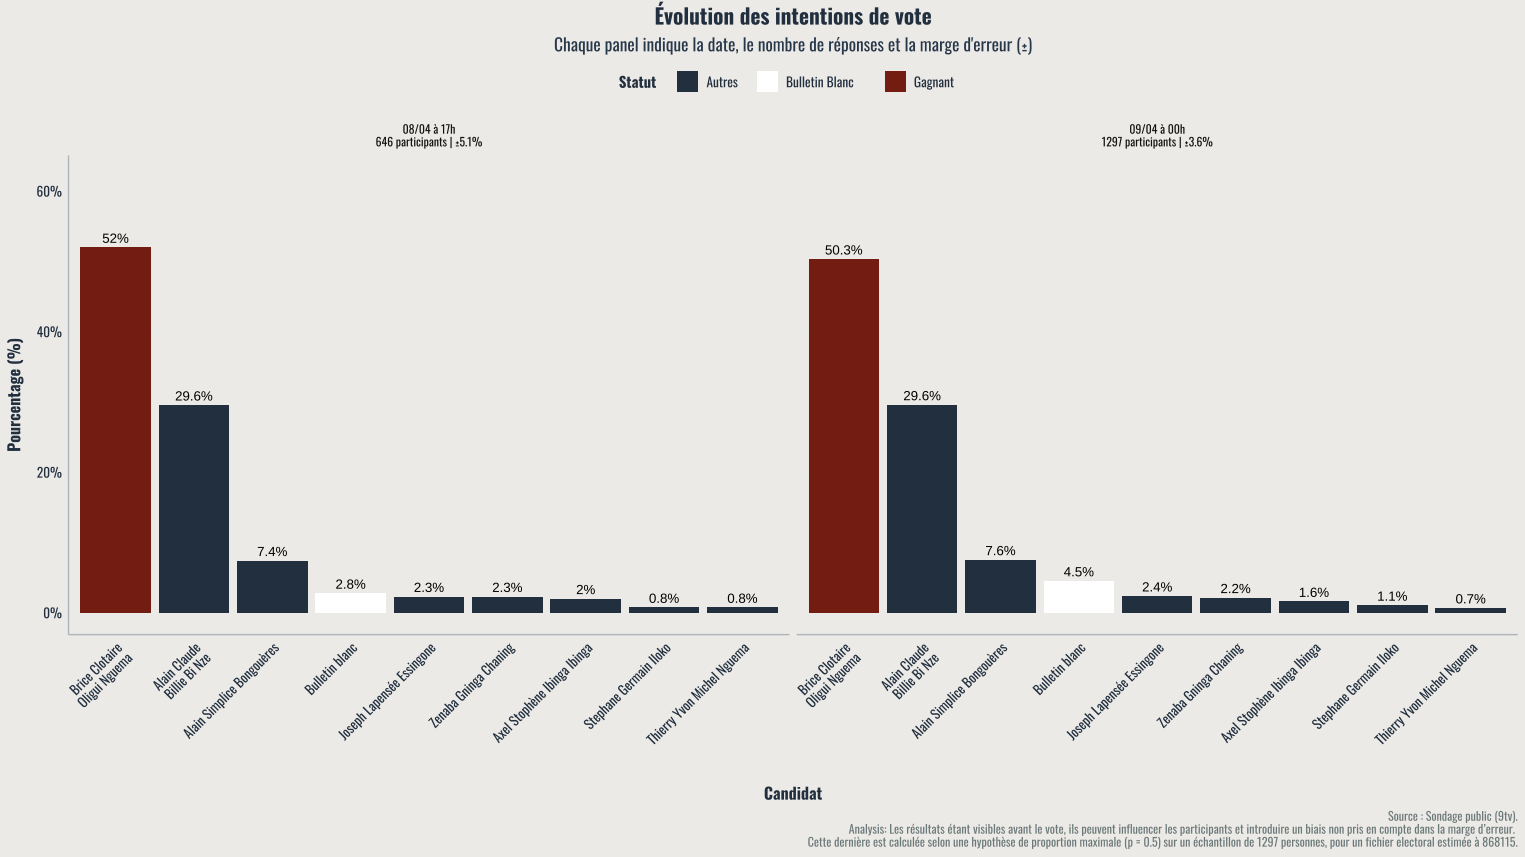 Évolution des intentions de vote
Chaque panel indique la date, le nombre de réponses et la marge d'erreur (±)
Statut
Autres
Bulletin Blanc
Gagnant
08/04 à 17h
646 participants | ±5.1%
09/04 à 00h
1297 participants | ±3.6%
Pourcentage (%)
60%
40%
20%
0%
52%
29.6%
7.4%
2.8%
2.3%
2.3%
2%
0.8%
0.8%
50.3%
29.6%
7.6%
4.5%
2.4%
2.2%
1.6%
1.1%
0.7%
Brice Clotaire
Oligui Nguema
Alain Claude
Billie Bi Nze
Alain Simplice Bongouères
Bulletin blanc
Joseph Lapensée Essingone
Zenaba Gninga Chaning
Axel Stophène Ibinga Ibinga
Stephane Germain Iloko
Thierry Yvon Michel Nguema
Brice Clotaire
Oligui Nguema
Alain Claude
Billie Bi Nze
Alain Simplice Bongouères
Bulletin blanc
Joseph Lapensée Essingone
Zenaba Gninga Chaning
Axel Stophène Ibinga Ibinga
Stephane Germain Iloko
Thierry Yvon Michel Nguema
Candidat
Source : Sondage public (9tv).
Analysis: Les résultats étant visibles avant le vote, ils peuvent influencer les participants et introduire un biais non pris en compte dans la marge d'erreur.
Cette dernière est calculée selon une hypothèse de proportion maximale (p = 0.5) sur un échantillon de 1297 personnes, pour un fichier electoral estimée à 868115.